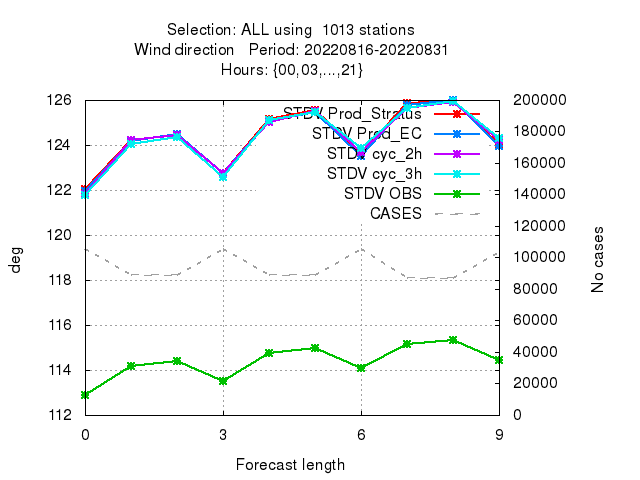 Selection: ALL using  1013 stations
Wind direction   Period: 20220816-20220831
Hours: {00,03,...,21}
126
124
122
120
118
116
114
112
deg
200000
180000
160000
140000
120000
100000
80000
60000
40000
20000
0
No cases
STDV Prod_Stratus
STDV Prod_EC
STDV cyc_2h
STDV cyc_3h
STDV OBS
CASES
0 3 6 9
Forecast length